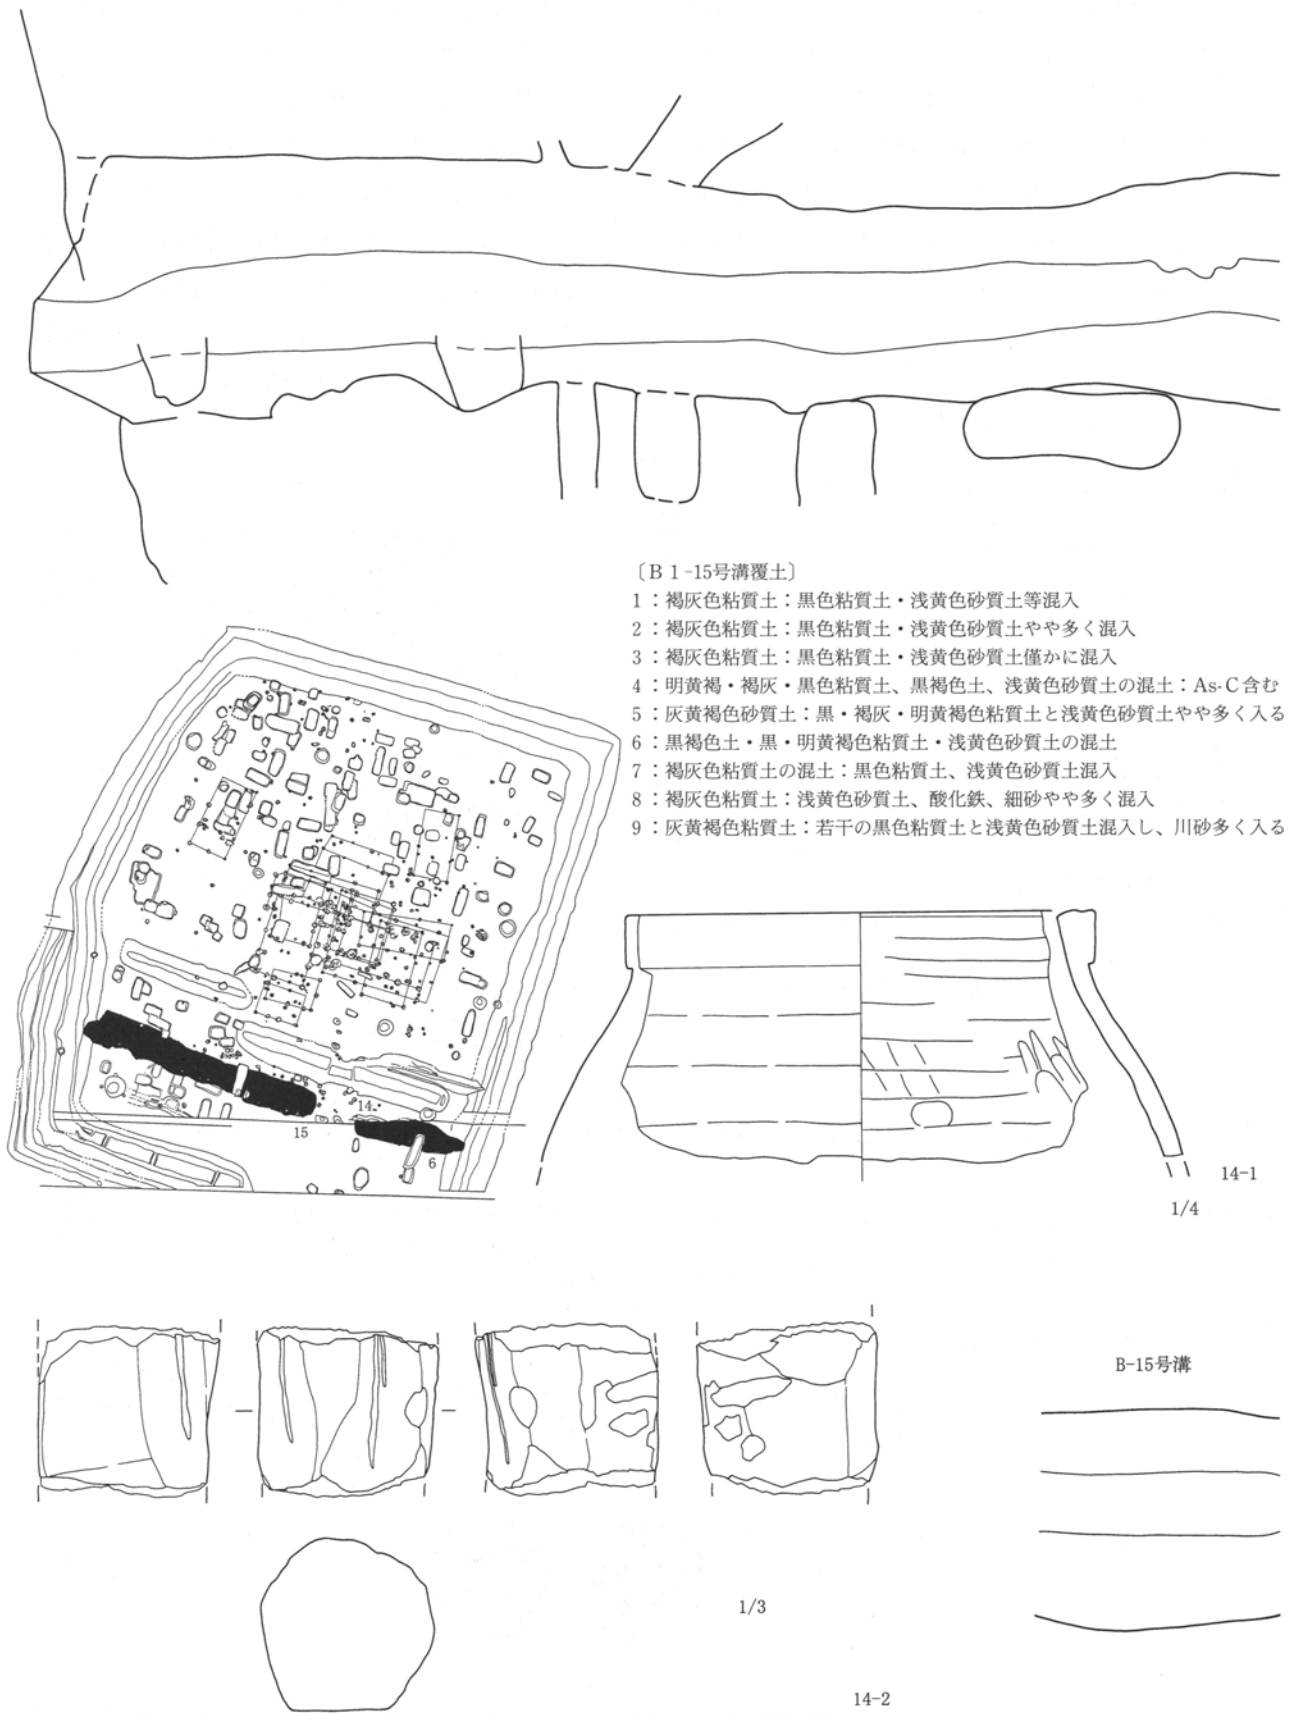 〔B 1-15号溝覆土〕
1：褐灰色粘質土：黒色粘質土・浅黄色砂質土等混入
2：褐灰色粘質土：黒色粘質土・浅黄色砂質土やや多く混入
3：褐灰色粘質土：黒色粘質土・浅黄色砂質土僅かに混入
4：明黄褐・褐灰・黒色粘質土、黒褐色土、浅黄色砂質土の混土：As-C含む
5：灰黄褐色砂質土：黒・褐灰・明黄褐色粘質土と浅黄色砂質土やや多く入る
6：黒褐色土・黒・明黄褐色粘質土・浅黄色砂質土の混土
7：褐灰色粘質土の混土：黒色粘質土、浅黄色砂質土混入
8：褐灰色粘質土：浅黄色砂質土、酸化鉄、細砂やや多く混入
9：灰黄褐色粘質土：若干の黒色粘質土と浅黄色砂質土混入し、川砂多く入る
14
15
6
14-1
1/4
B-15号溝
1/3
14-2